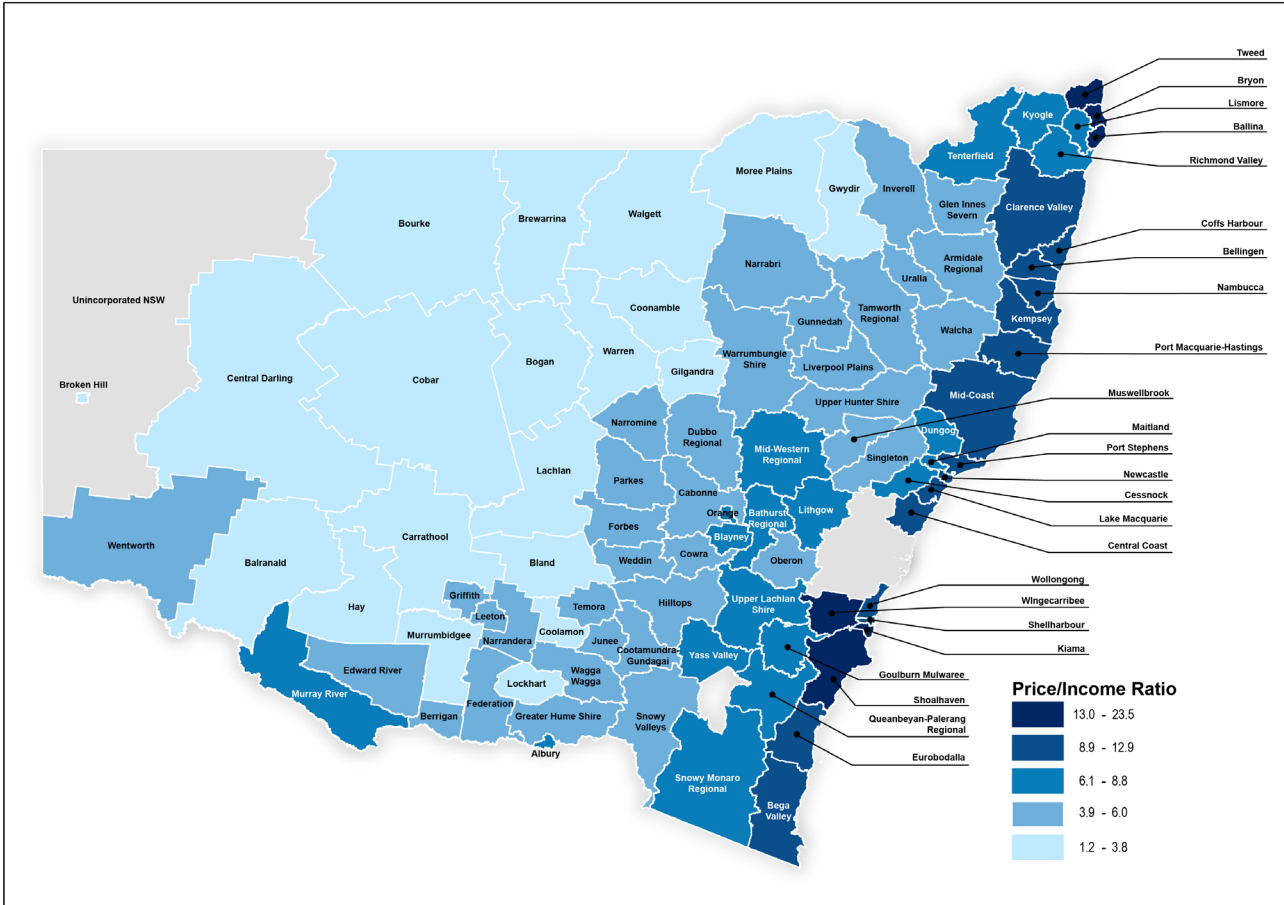 Tweed
Bryon
Lismore
Ballina
Richmond Valley
Kyogle
Tenterfield
Moree Plains
Gwydir
Inverell
Glen Innes
Severn
Clarence Valley
Bourke
Brewarrina
Walgett
Coffs Harbour
Bellingen
Nambucca
Narrabri
Uralla
Armidale
Regional
Unincorporated NSW
Coonamble
Gunnedah
Tamworth
Regional
Walcha
Kempsey
Port Macquarie-Hastings
Broken Hill
Central Darling
Cobar
Bogan
Warren
Gilgandra
Warrumbungle
Shire
Liverpool Plains
Upper Hunter Shire
Mid-Coast
Muswellbrook
Maitland
Port Stephens
Newcastle
Cessnock
Lake Macquarie
Central Coast
Narromine
Dubbo
Regional
Mid-Western
Regional
Dungog
Singleton
Lachlan
Parkes
Cabonne
Orange
Bathurst
Regional
Lithgow
Wentworth
Balranald
Carrathool
Bland
Forbes
Blayney
Weddin
Cowra
Oberon
Wollongong
WIngecarribee
Shellharbour
Kiama
Goulburn Mulwaree
Shoalhaven
Queanbeyan-Palerang
Regional
Eurobodalla
Hay
Griffith
Leeton
Murrumbidgee
Narrandera
Temora
Coolamon
Junee
Hilltops
Upper Lachlan
Shire
Cootamundra-
Gundagai
Yass Valley
Murray River
Edward River
Berrigan
Federation
Lockhart
Wagga
Wagga
Greater Hume Shire
Albury
Snowy
Valleys
Snowy Monaro
Regional
Bega
Valley
Price/Income Ratio
13.0 - 23.5
8.9 - 12.9
6.1 - 8.8
3.9 - 6.0
1.2 - 3.8